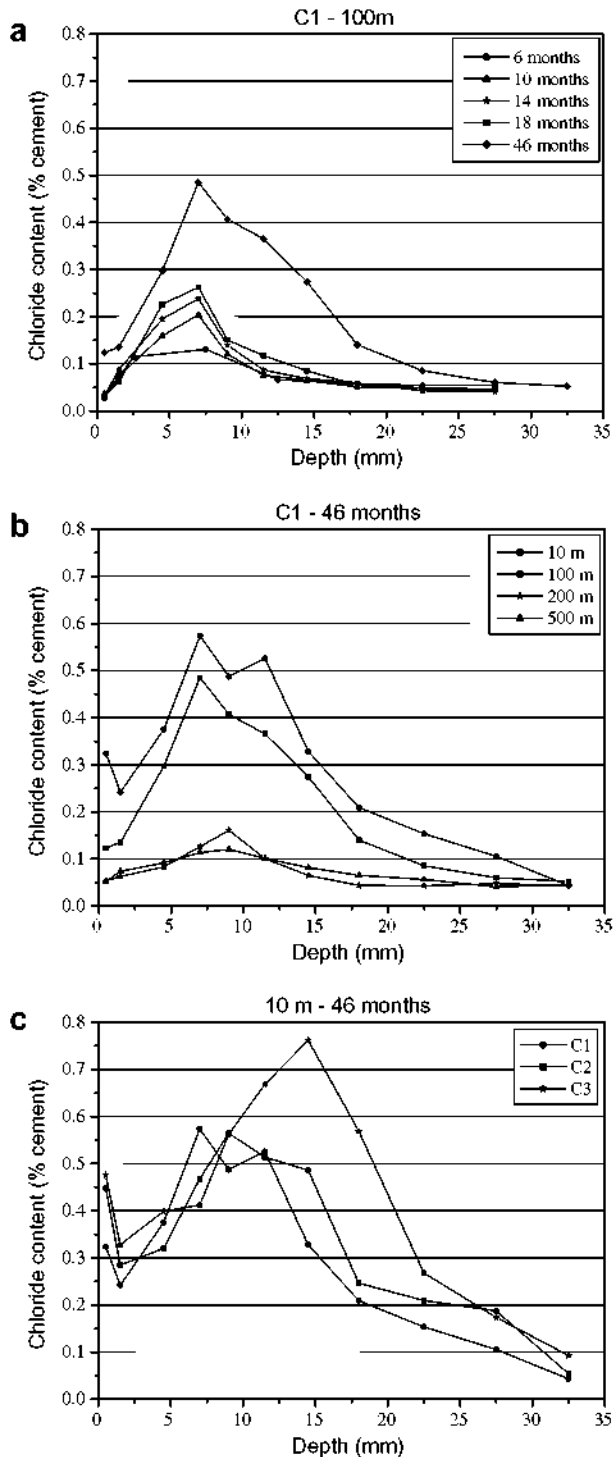 a
C1 - 100m
0.8
0.7
0.6
0.5
0.4
0.3
0.2
0.1
0.0
Chloride content (% cement)
6 months
10 months
14 months
18 months
46 months
0 5 10 15 20 25 30 35
Depth (mm)
b
C1 - 46 months
0.8
0.7
0.6
0.5
0.4
0.3
0.2
0.1
0.0
Chloride content (% cement)
10 m
100 m
200 m
500 m
0 5 10 15 20 25 30 35
Depth (mm)
c
10 m - 46 months
0.8
0.7
0.6
0.5
0.4
0.3
0.2
0.1
0.0
Chloride content (% cement)
C1
C2
C3
0 5 10 15 20 25 30 35
Depth (mm)